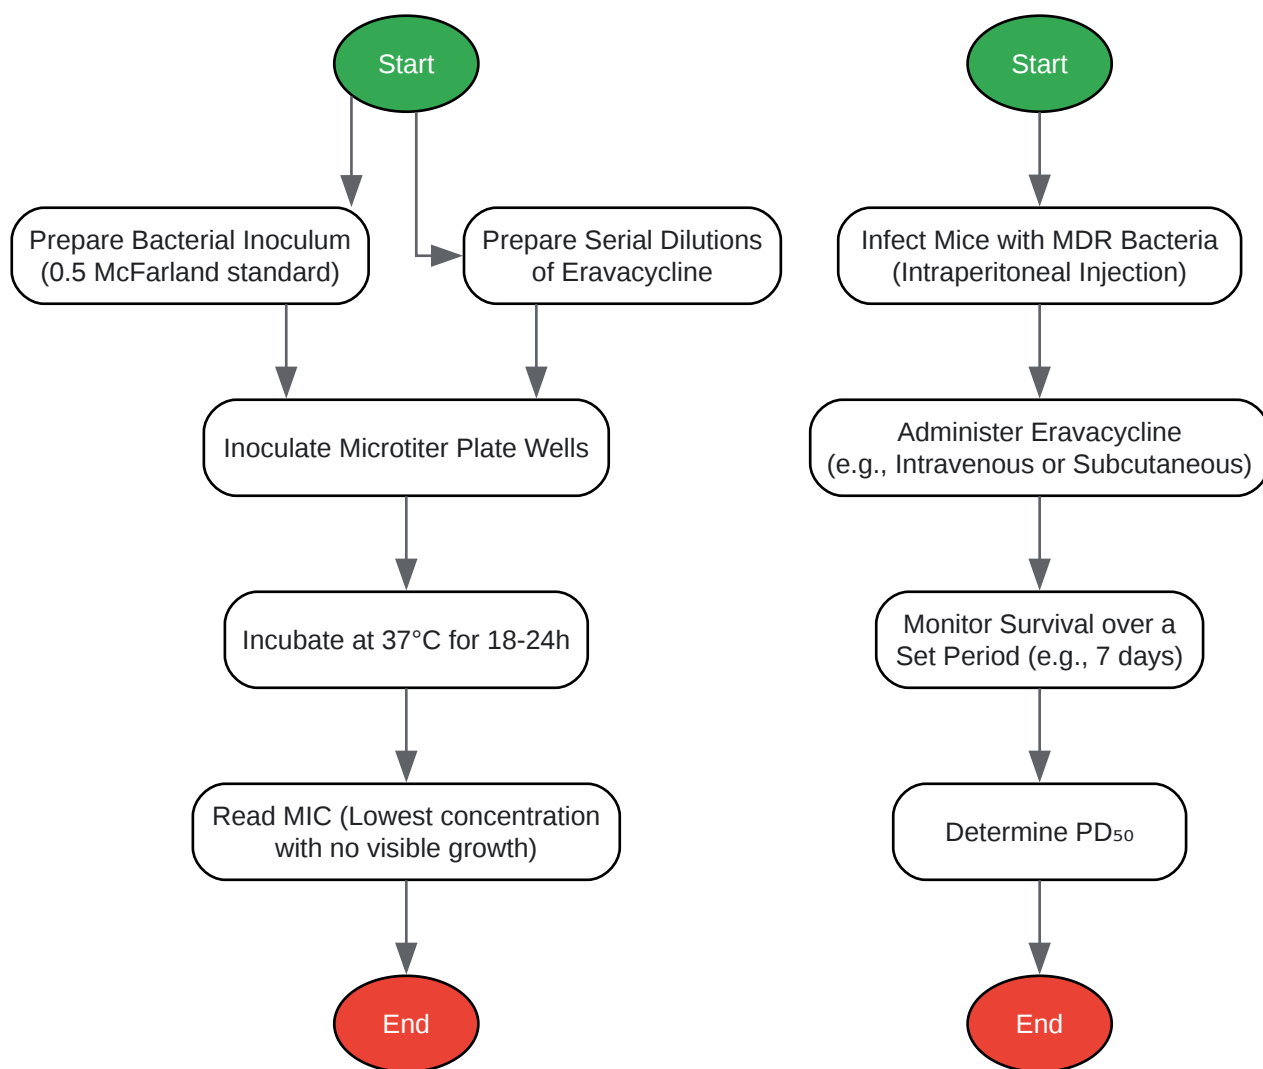 Start
Prepare Bacterial Inoculum
(0.5 McFarland standard)
Prepare Serial Dilutions
of Eravacycline
Inoculate Microtiter Plate Wells
Incubate at 37°C for 18-24h
Read MIC (Lowest concentration
with no visible growth)
End
Start
Infect Mice with MDR Bacteria
(Intraperitoneal Injection)
Administer Eravacycline
(e.g., Intravenous or Subcutaneous)
Monitor Survival over a
Set Period (e.g., 7 days)
Determine PD₅₀
End